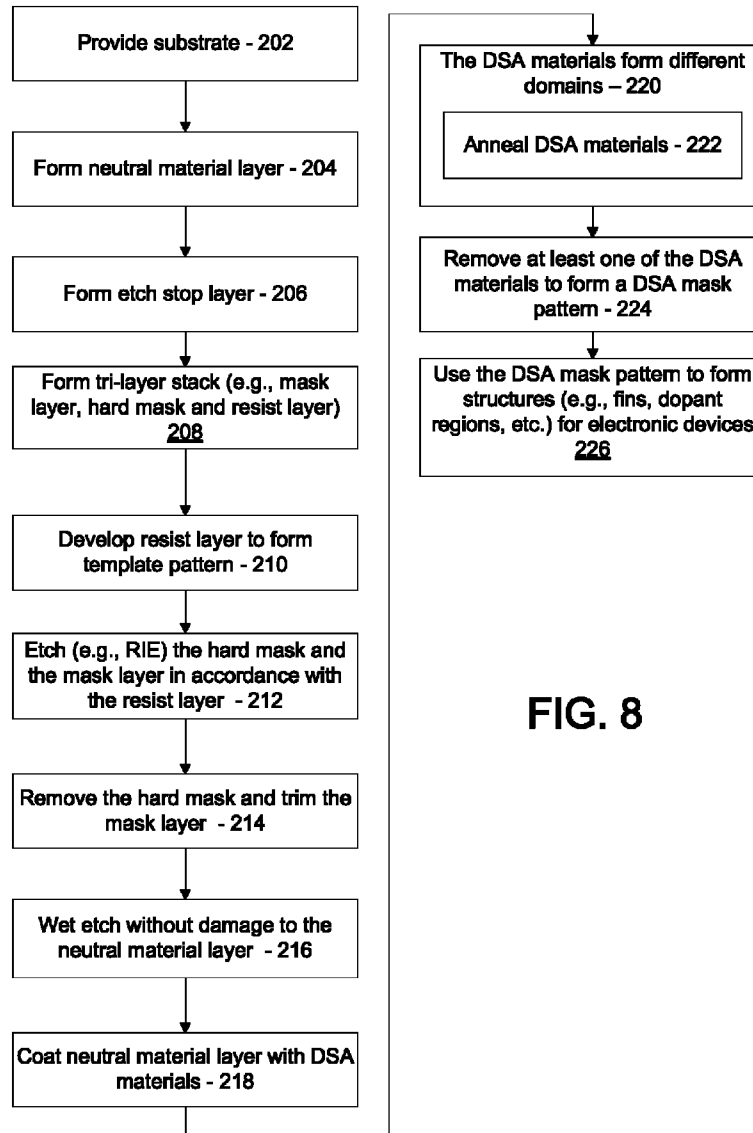 Provide substrate - 202
Form neutral material layer - 204
Form etch stop layer - 206
Form tri-layer stack (e.g., mask
layer, hard mask and resist layer)
208
Develop resist layer to form
template pattern - 210
Etch (e.g., RIE) the hard mask and
the mask layer in accordance with
the resist layer - 212
Remove the hard mask and trim the
mask layer - 214
Wet etch without damage to the
neutral material layer - 216
Coat neutral material layer with DSA
materials - 218
The DSA materials form different
domains – 220
Anneal DSA materials - 222
Remove at least one of the DSA
materials to form a DSA mask
pattern - 224
Use the DSA mask pattern to form
structures (e.g., fins, dopant
regions, etc.) for electronic devices
226
FIG. 8